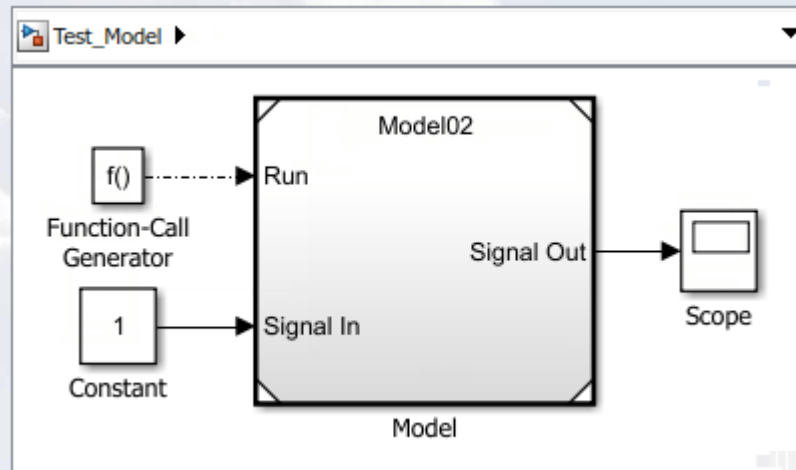 Test_Model
Model02
f()
Run
Function-Call
Generator
Signal Out
1
Signal In
Scope
Constant
Model